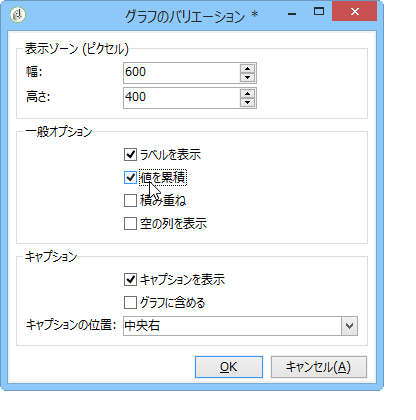 グラフのバリエーション *
表示ゾーン (ピクセル)
幅: 600
高さ: 400
一般オプション
ラベルを表示
値を累積
積み重ね
空の列を表示
キャプション
キャプションを表示
グラフに含める
キャプションの位置: 中央右
OK キャンセル(A)